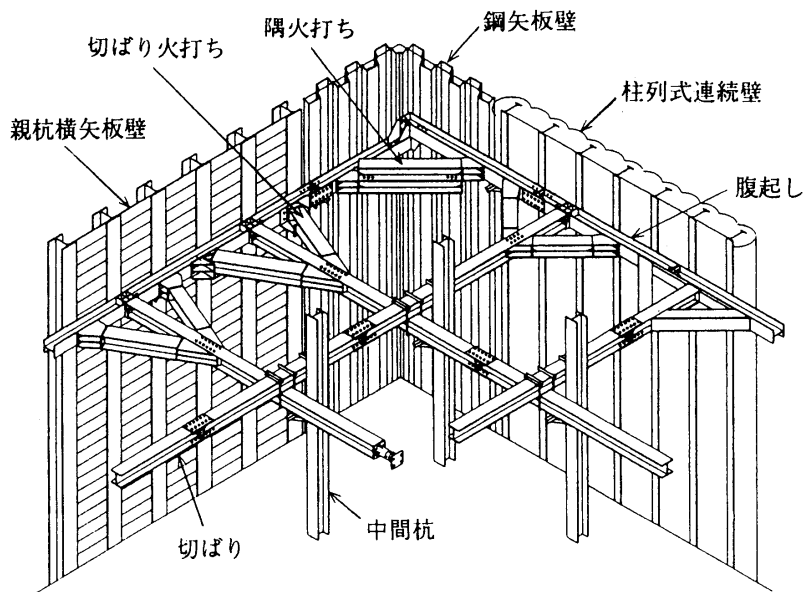 隅火打ち
鋼矢板壁
切ばり火打ち
柱列式連続壁
親杭横矢板壁
腹起し
中間杭
切ばり